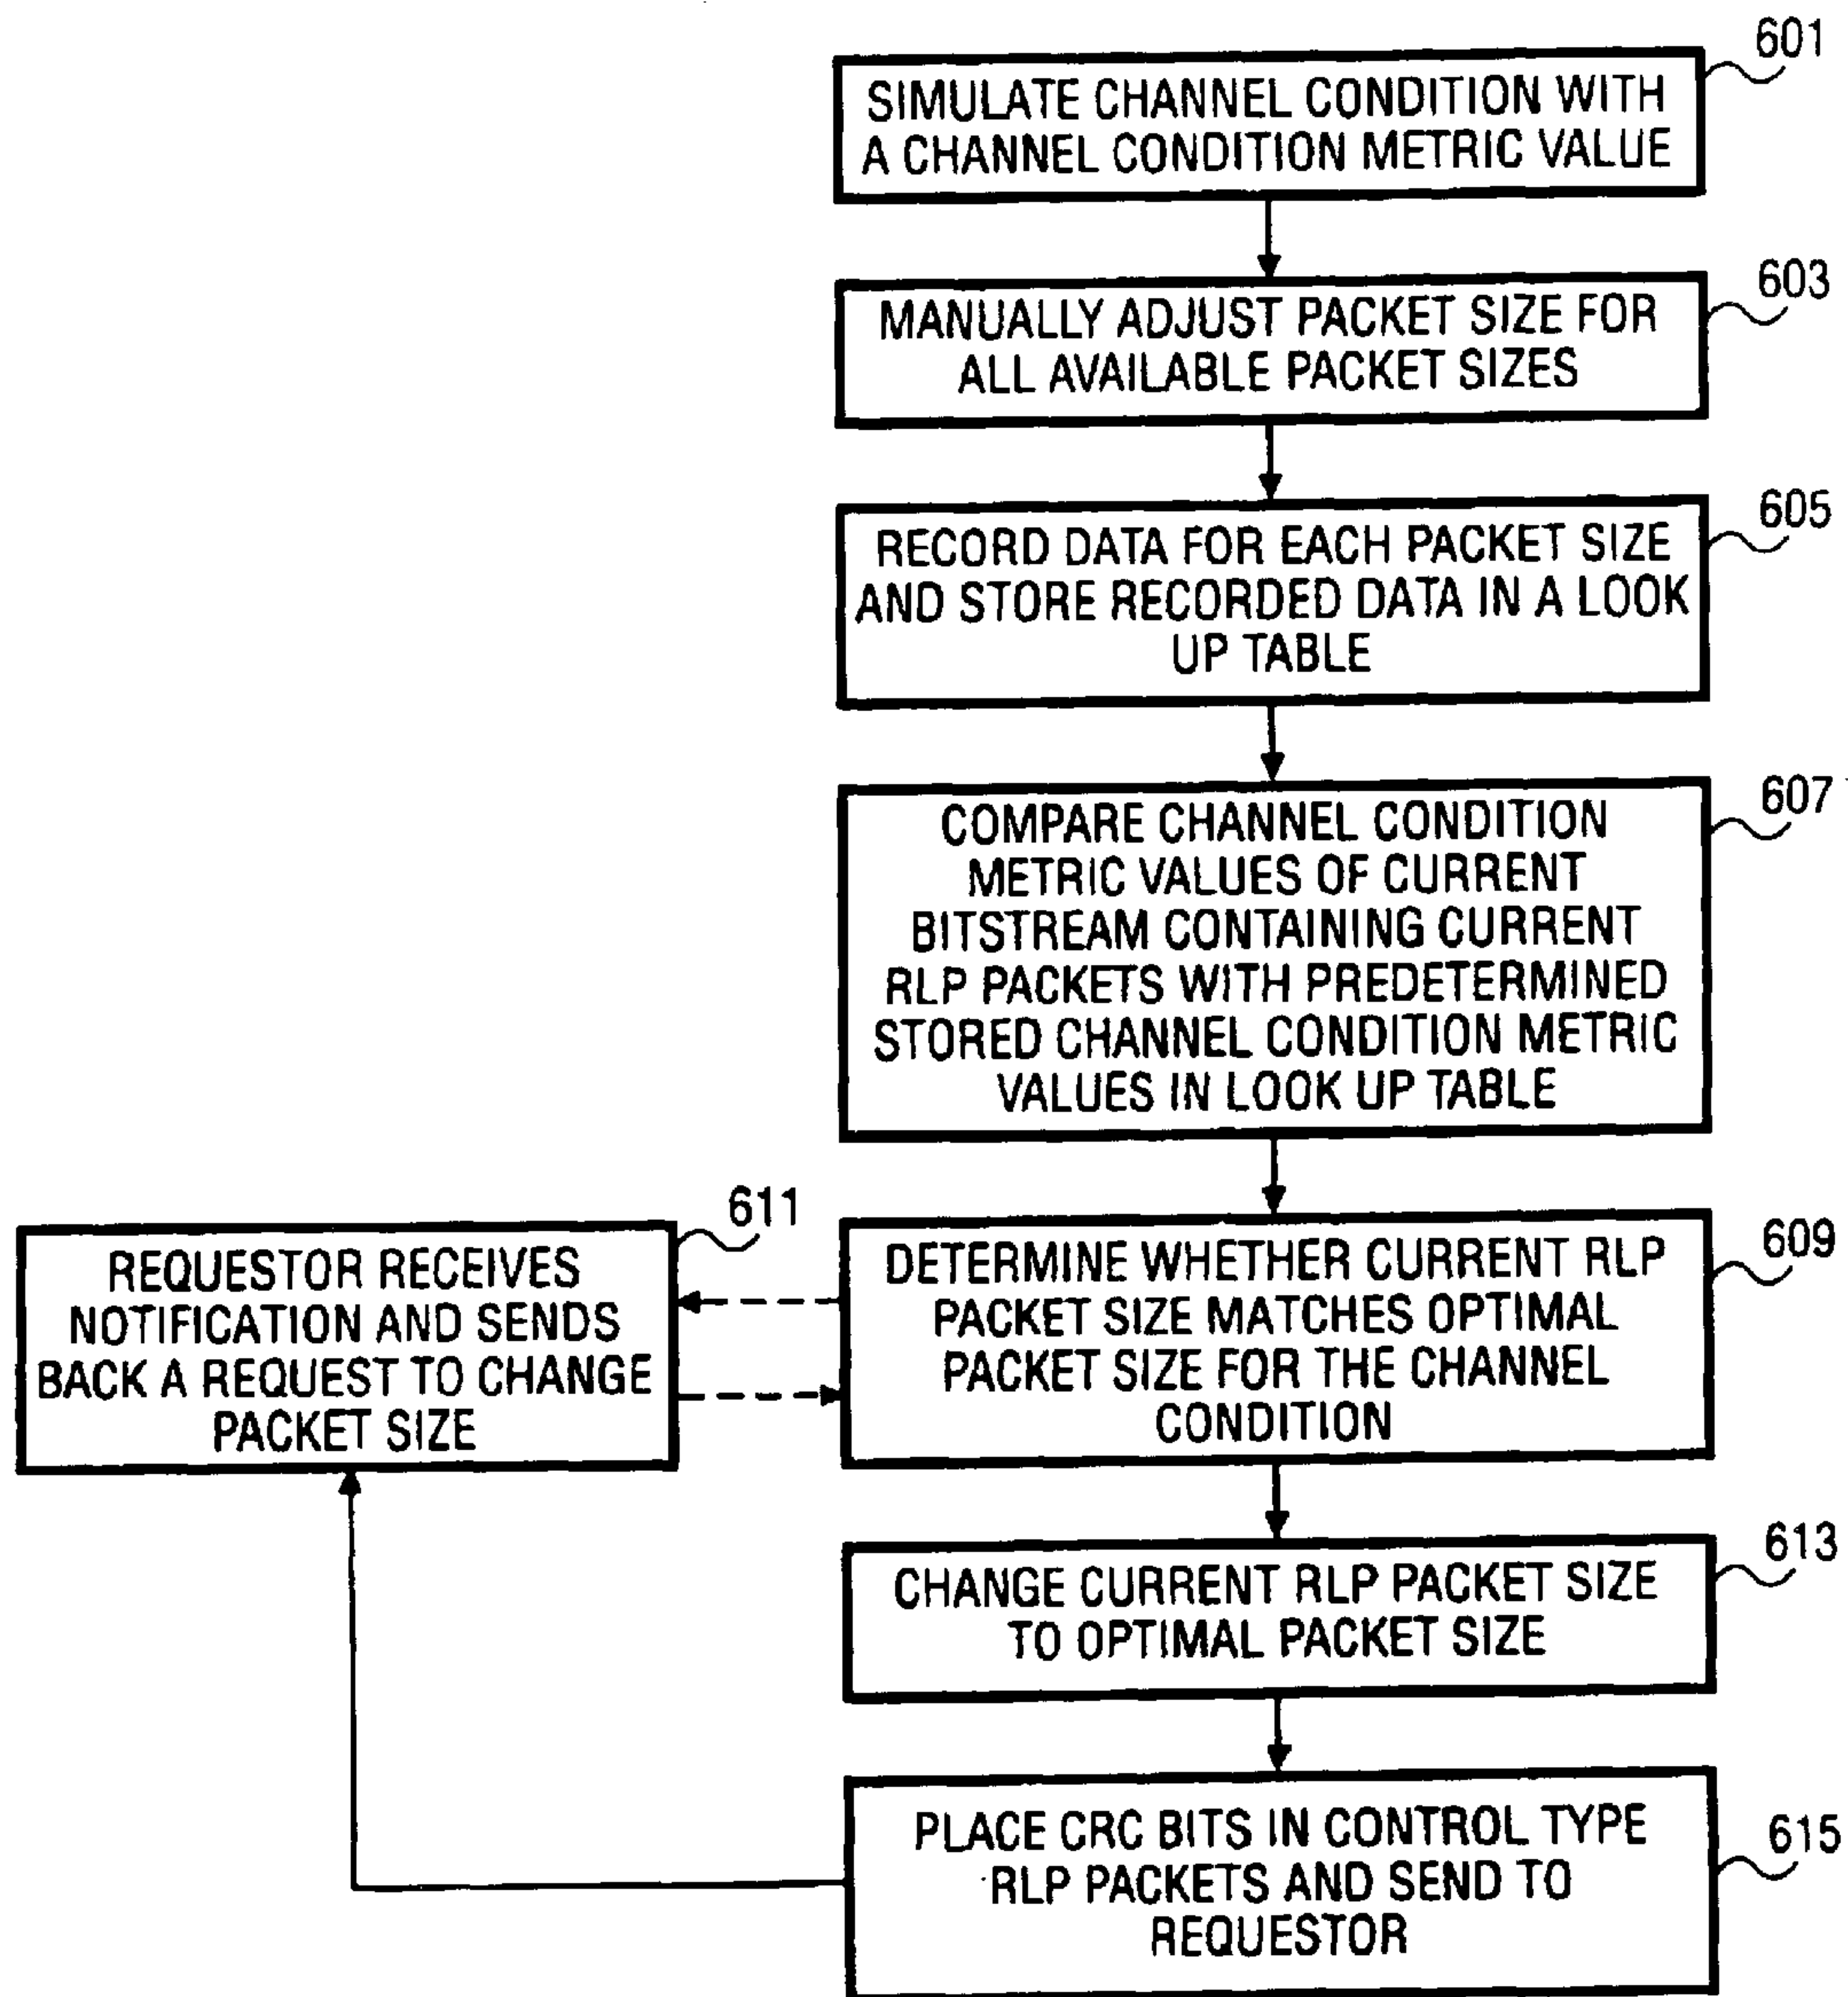 601
SIMULATE CHANNEL CONDITION WITH
A CHANNEL CONDITION METRIC VALUE
603
MANUALLY ADJUST PACKET SIZE FOR
ALL AVAILABLE PACKET SIZES
605
RECORD DATA FOR EACH PACKET SIZE
AND STORE RECORDED DATA IN A LOOK
UP TABLE
607
COMPARE CHANNEL CONDITION
METRIC VALUES OF CURRENT
BITSTREAM CONTAINING CURRENT
RLP PACKETS WITH PREDETERMINED
STORED CHANNEL CONDITION METRIC
VALUES IN LOOK UP TABLE
611
REQUESTOR RECEIVES
NOTIFICATION AND SENDS
BACK A REQUEST TO CHANGE
PACKET SIZE
609
DETERMINE WHETHER CURRENT RLP
PACKET SIZE MATCHES OPTIMAL
PACKET SIZE FOR THE CHANNEL
CONDITION
613
CHANGE CURRENT RLP PACKET SIZE
TO OPTIMAL PACKET SIZE
615
PLACE CRC BITS IN CONTROL TYPE
RLP PACKETS AND SEND TO
REQUESTOR